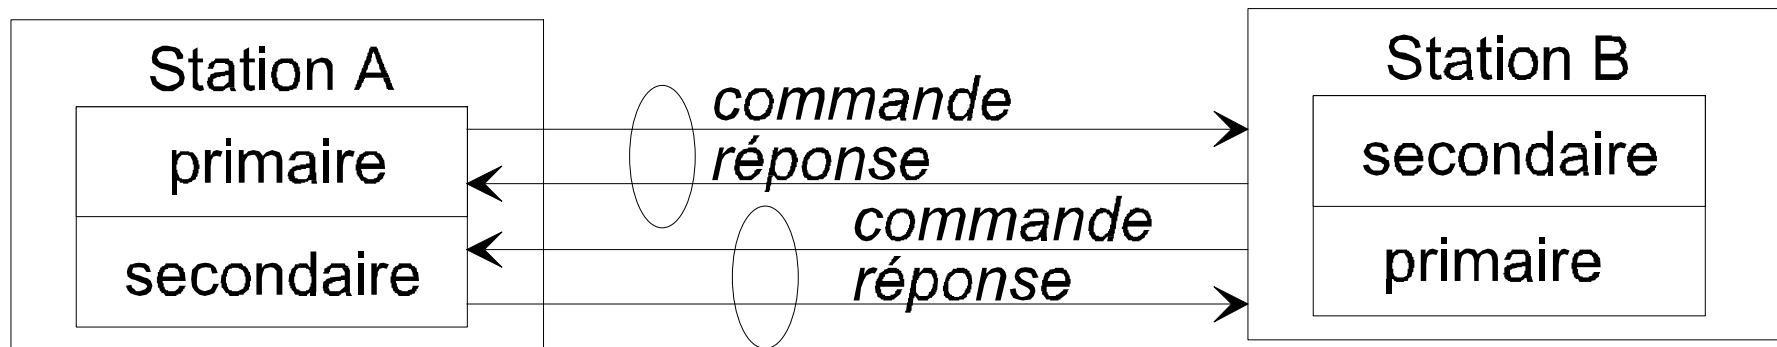 Station A
primaire
secondaire
commande
réponse
commande
réponse
Station B
secondaire
primaire